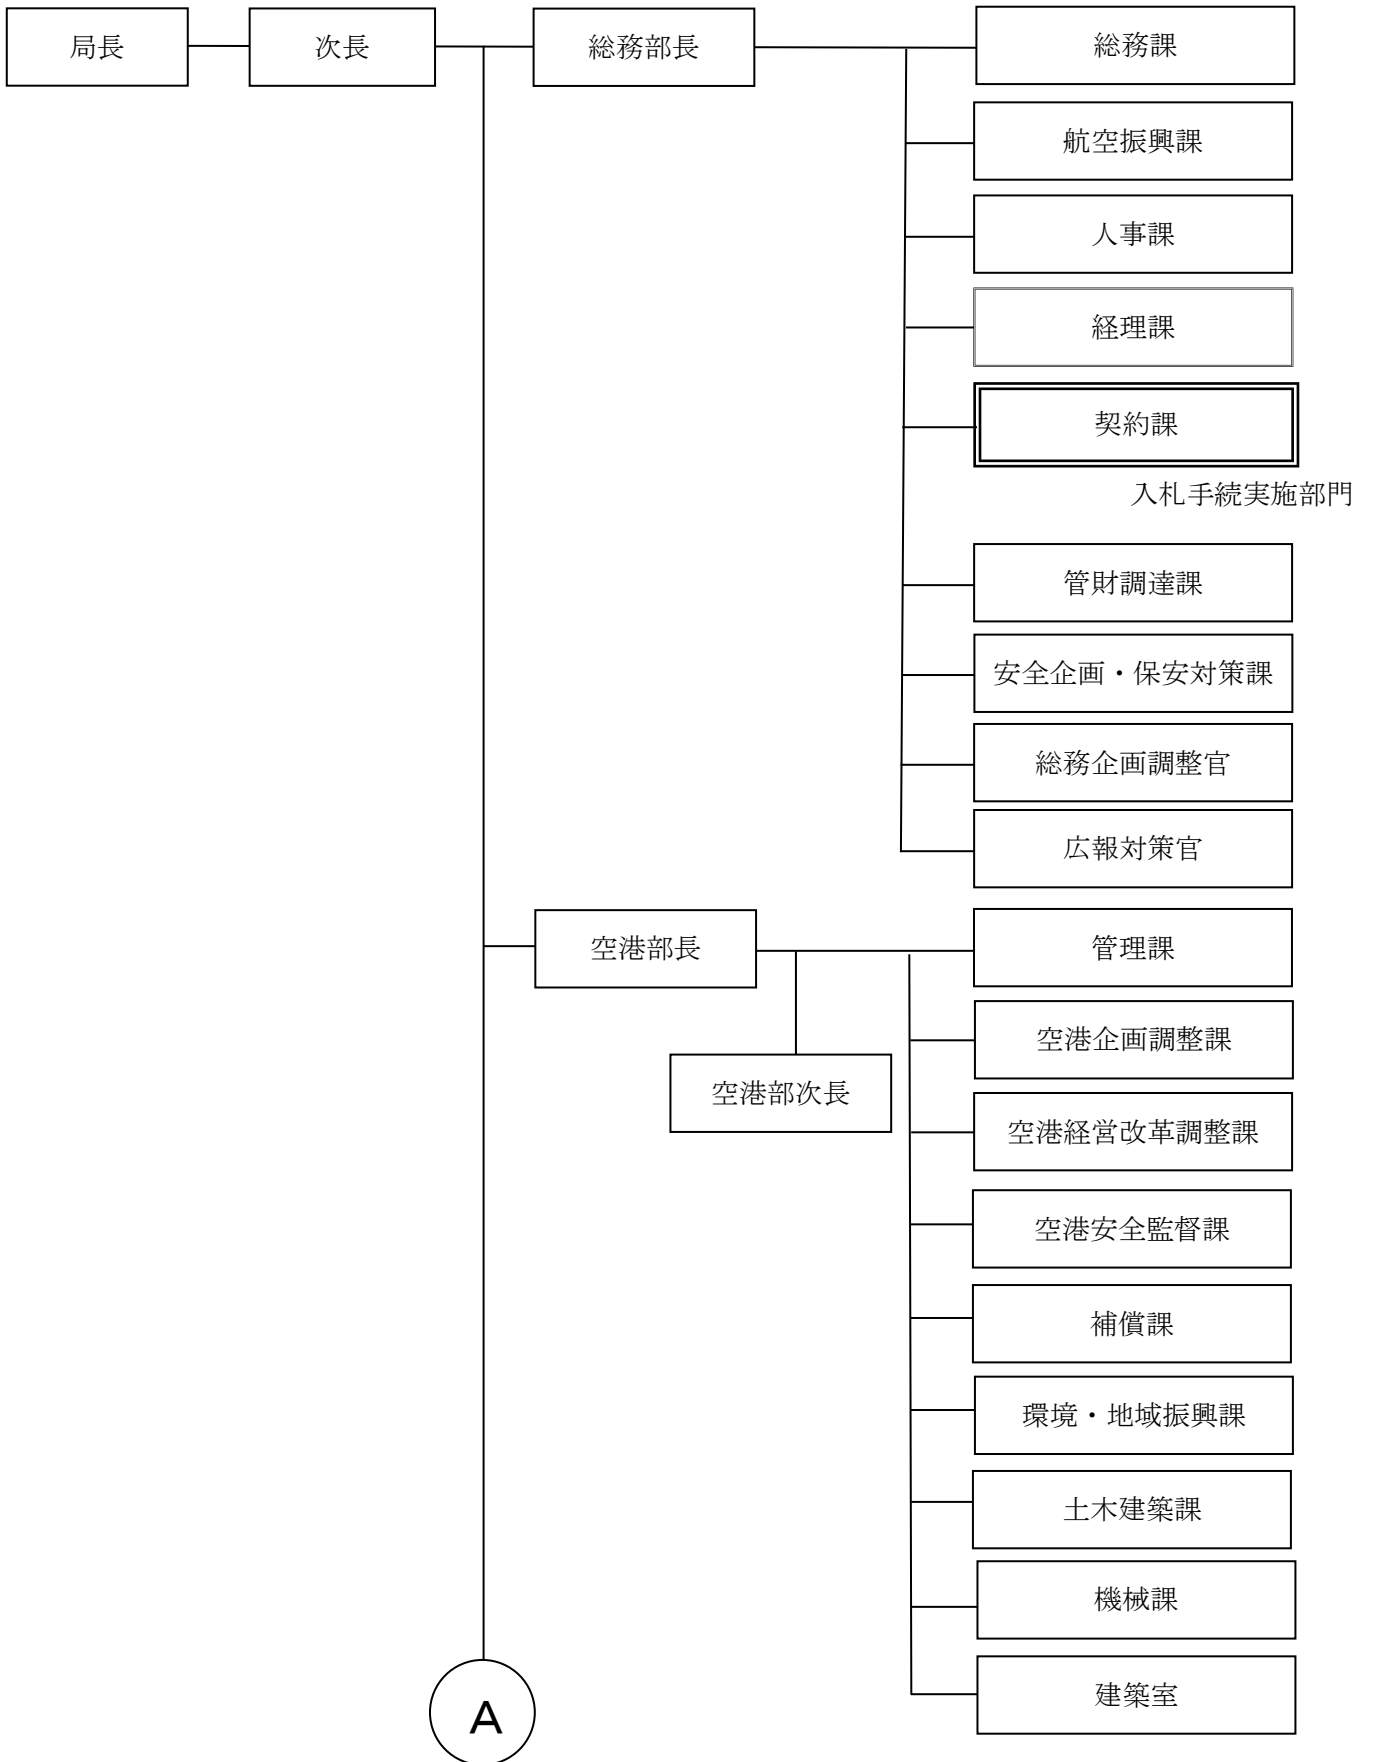 局長
次長
総務部長
総務課
航空振興課
人事課
経理課
契約課
入札手続実施部門
管財調達課
安全企画・保安対策課
総務企画調整官
広報対策官
空港部長
管理課
空港企画調整課
空港部次長
空港経営改革調整課
空港安全監督課
補償課
環境・地域振興課
土木建築課
機械課
建築室
A